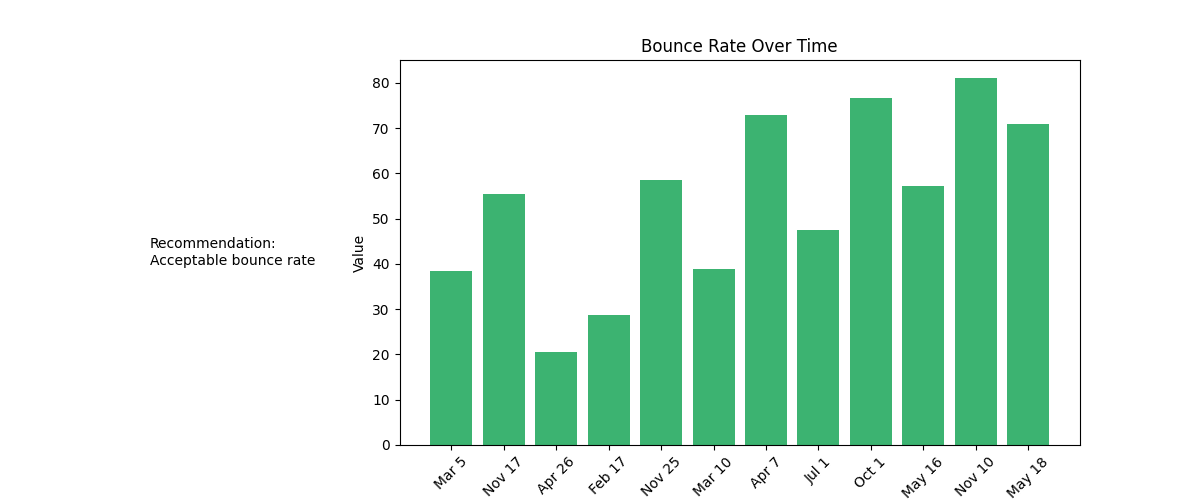 Bounce Rate Over Time
Recommendation:
Acceptable bounce rate
Value
80
70
60
50
40
30
20
10
0
Mar 5
Nov 17
Apr 26
Feb 17
Nov 25
Mar 10
Apr 7
Jul 1
Oct 1
May 16
Nov 10
May 18